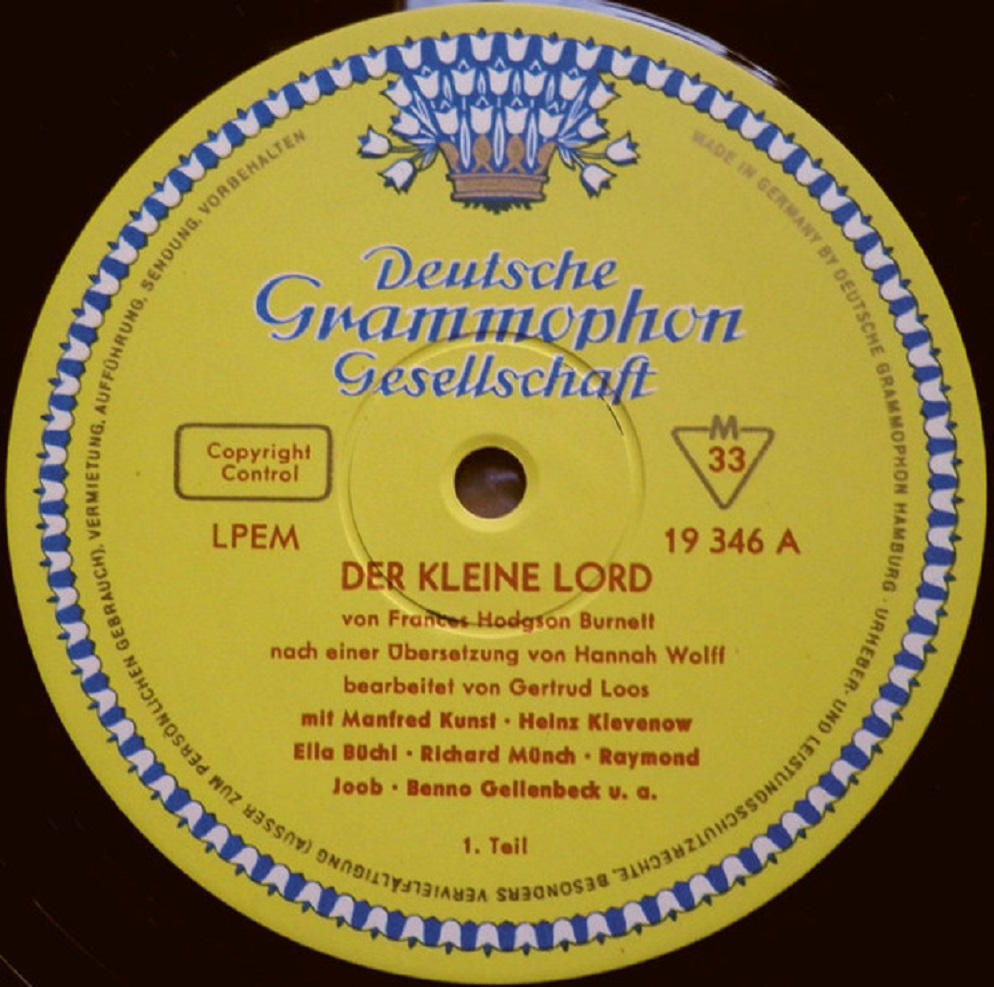 Deutsche
Grammophon
Gesellschaft
Copyright
Control
M
33
LPEM
19 346 A
DER KLEINE LORD
von Frances Hodgson Burnett
nach einer Übersetzung von Hannah Wolff
bearbeitet von Gertrud Loos
mit Manfred Kunst · Heinz Klevenow
Ella Büchi · Richard Münch · Raymond
Joob · Benno Gellenbeck u. a.
1. Teil
MADE IN GERMANY BY DEUTSCHE GRAMMOPHON HAMBURG · URHEBER- UND LEISTUNGSSCHUTZRECHTE, BESONDERS VERVIELFÄLTIGUNG (AUSSER ZUM PERSÖNLICHEN GEBRAUCH), VERMIETUNG, AUFFÜHRUNG, SENDUNG, VORBEHALTEN